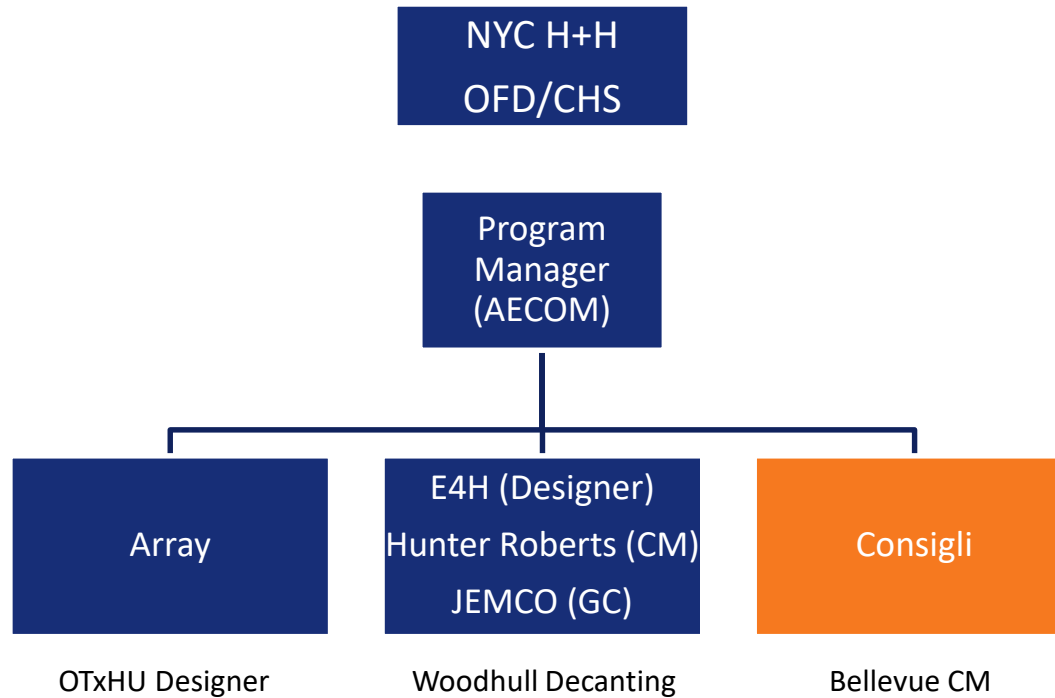 NYC H+H
OFD/CHS
Program
Manager
(AECOM)
Array
E4H (Designer)
Hunter Roberts (CM)
JEMCO (GC)
Consigli
OTxHU Designer
Woodhull Decanting
Bellevue CM